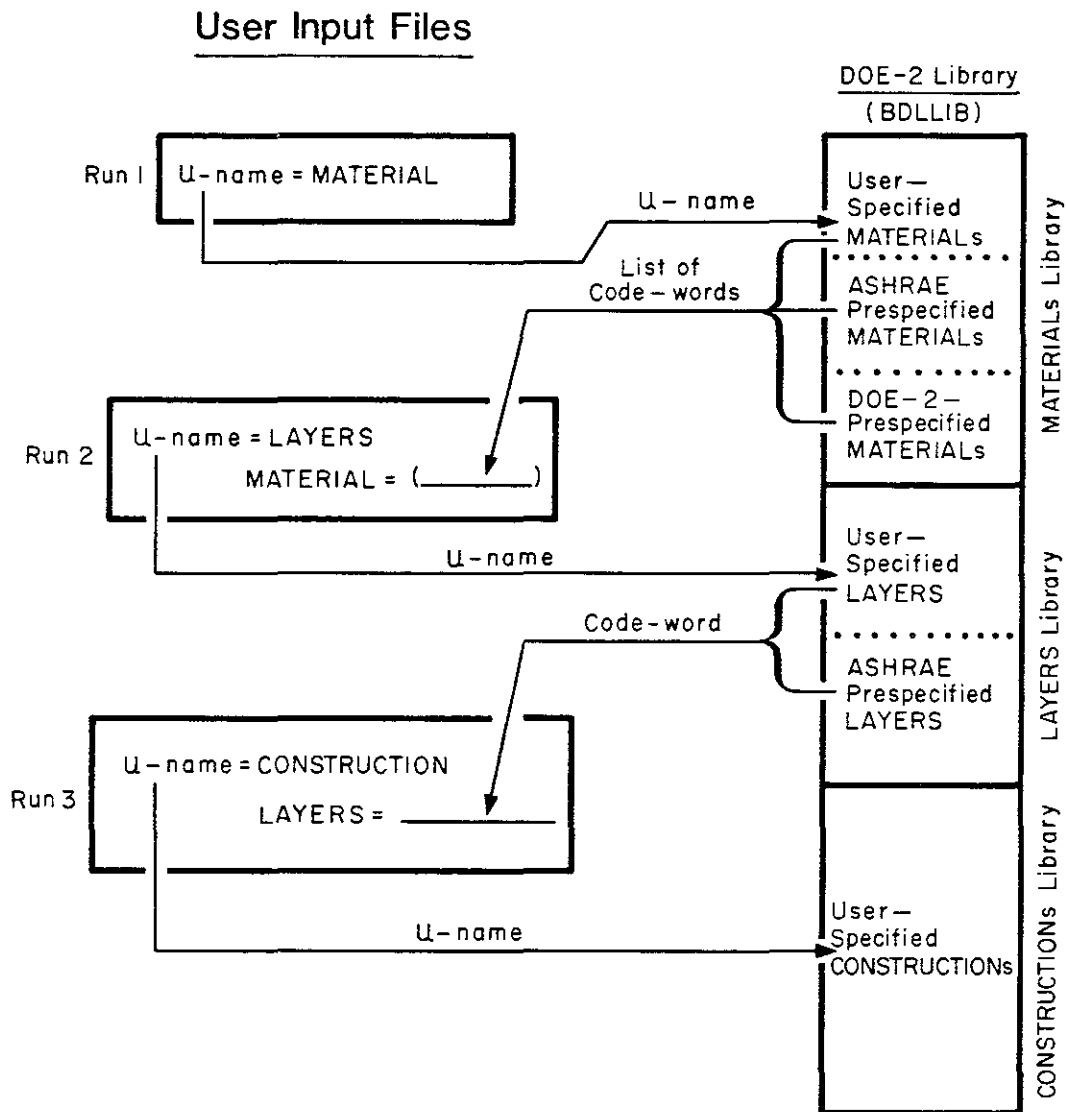 User Input Files
DOE-2 Library
(BDLLIB)
Run 1
U-name = MATERIAL
U-name
User-
Specified
MATERIALs
List of
Code-words
ASHRAE
Prespecified
MATERIALs
DOE-2-
Prespecified
MATERIALs
MATERIALs Library
Run 2
U-name = LAYERS
MATERIAL = (________)
U-name
User-
Specified
LAYERS
Code-word
ASHRAE
Prespecified
LAYERS
LAYERS Library
Run 3
U-name = CONSTRUCTION
LAYERS = __________
U-name
User-
Specified
CONSTRUCTIONs
CONSTRUCTIONs Library